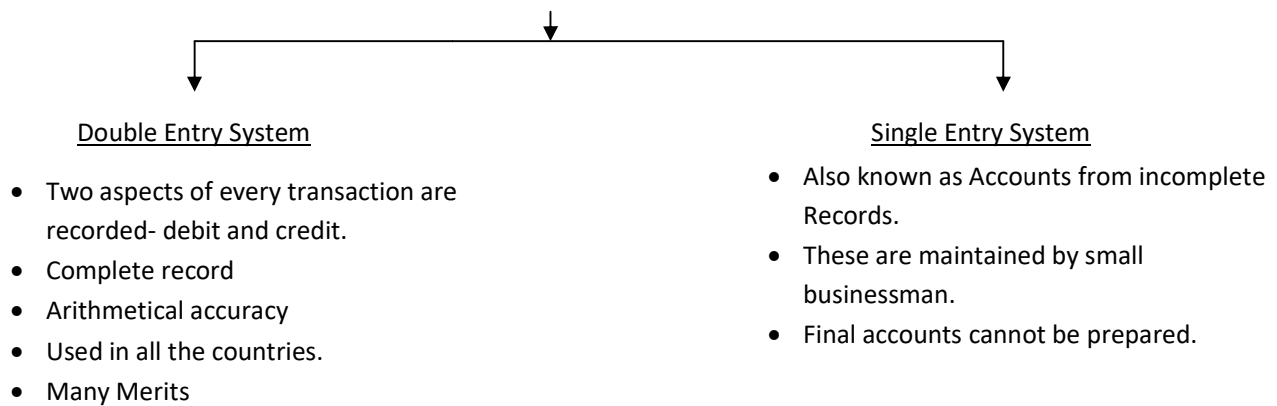 Double Entry System
• Two aspects of every transaction are
recorded- debit and credit.
• Complete record
• Arithmetical accuracy
• Used in all the countries.
• Many Merits
Single Entry System
• Also known as Accounts from incomplete
Records.
• These are maintained by small
businessman.
• Final accounts cannot be prepared.